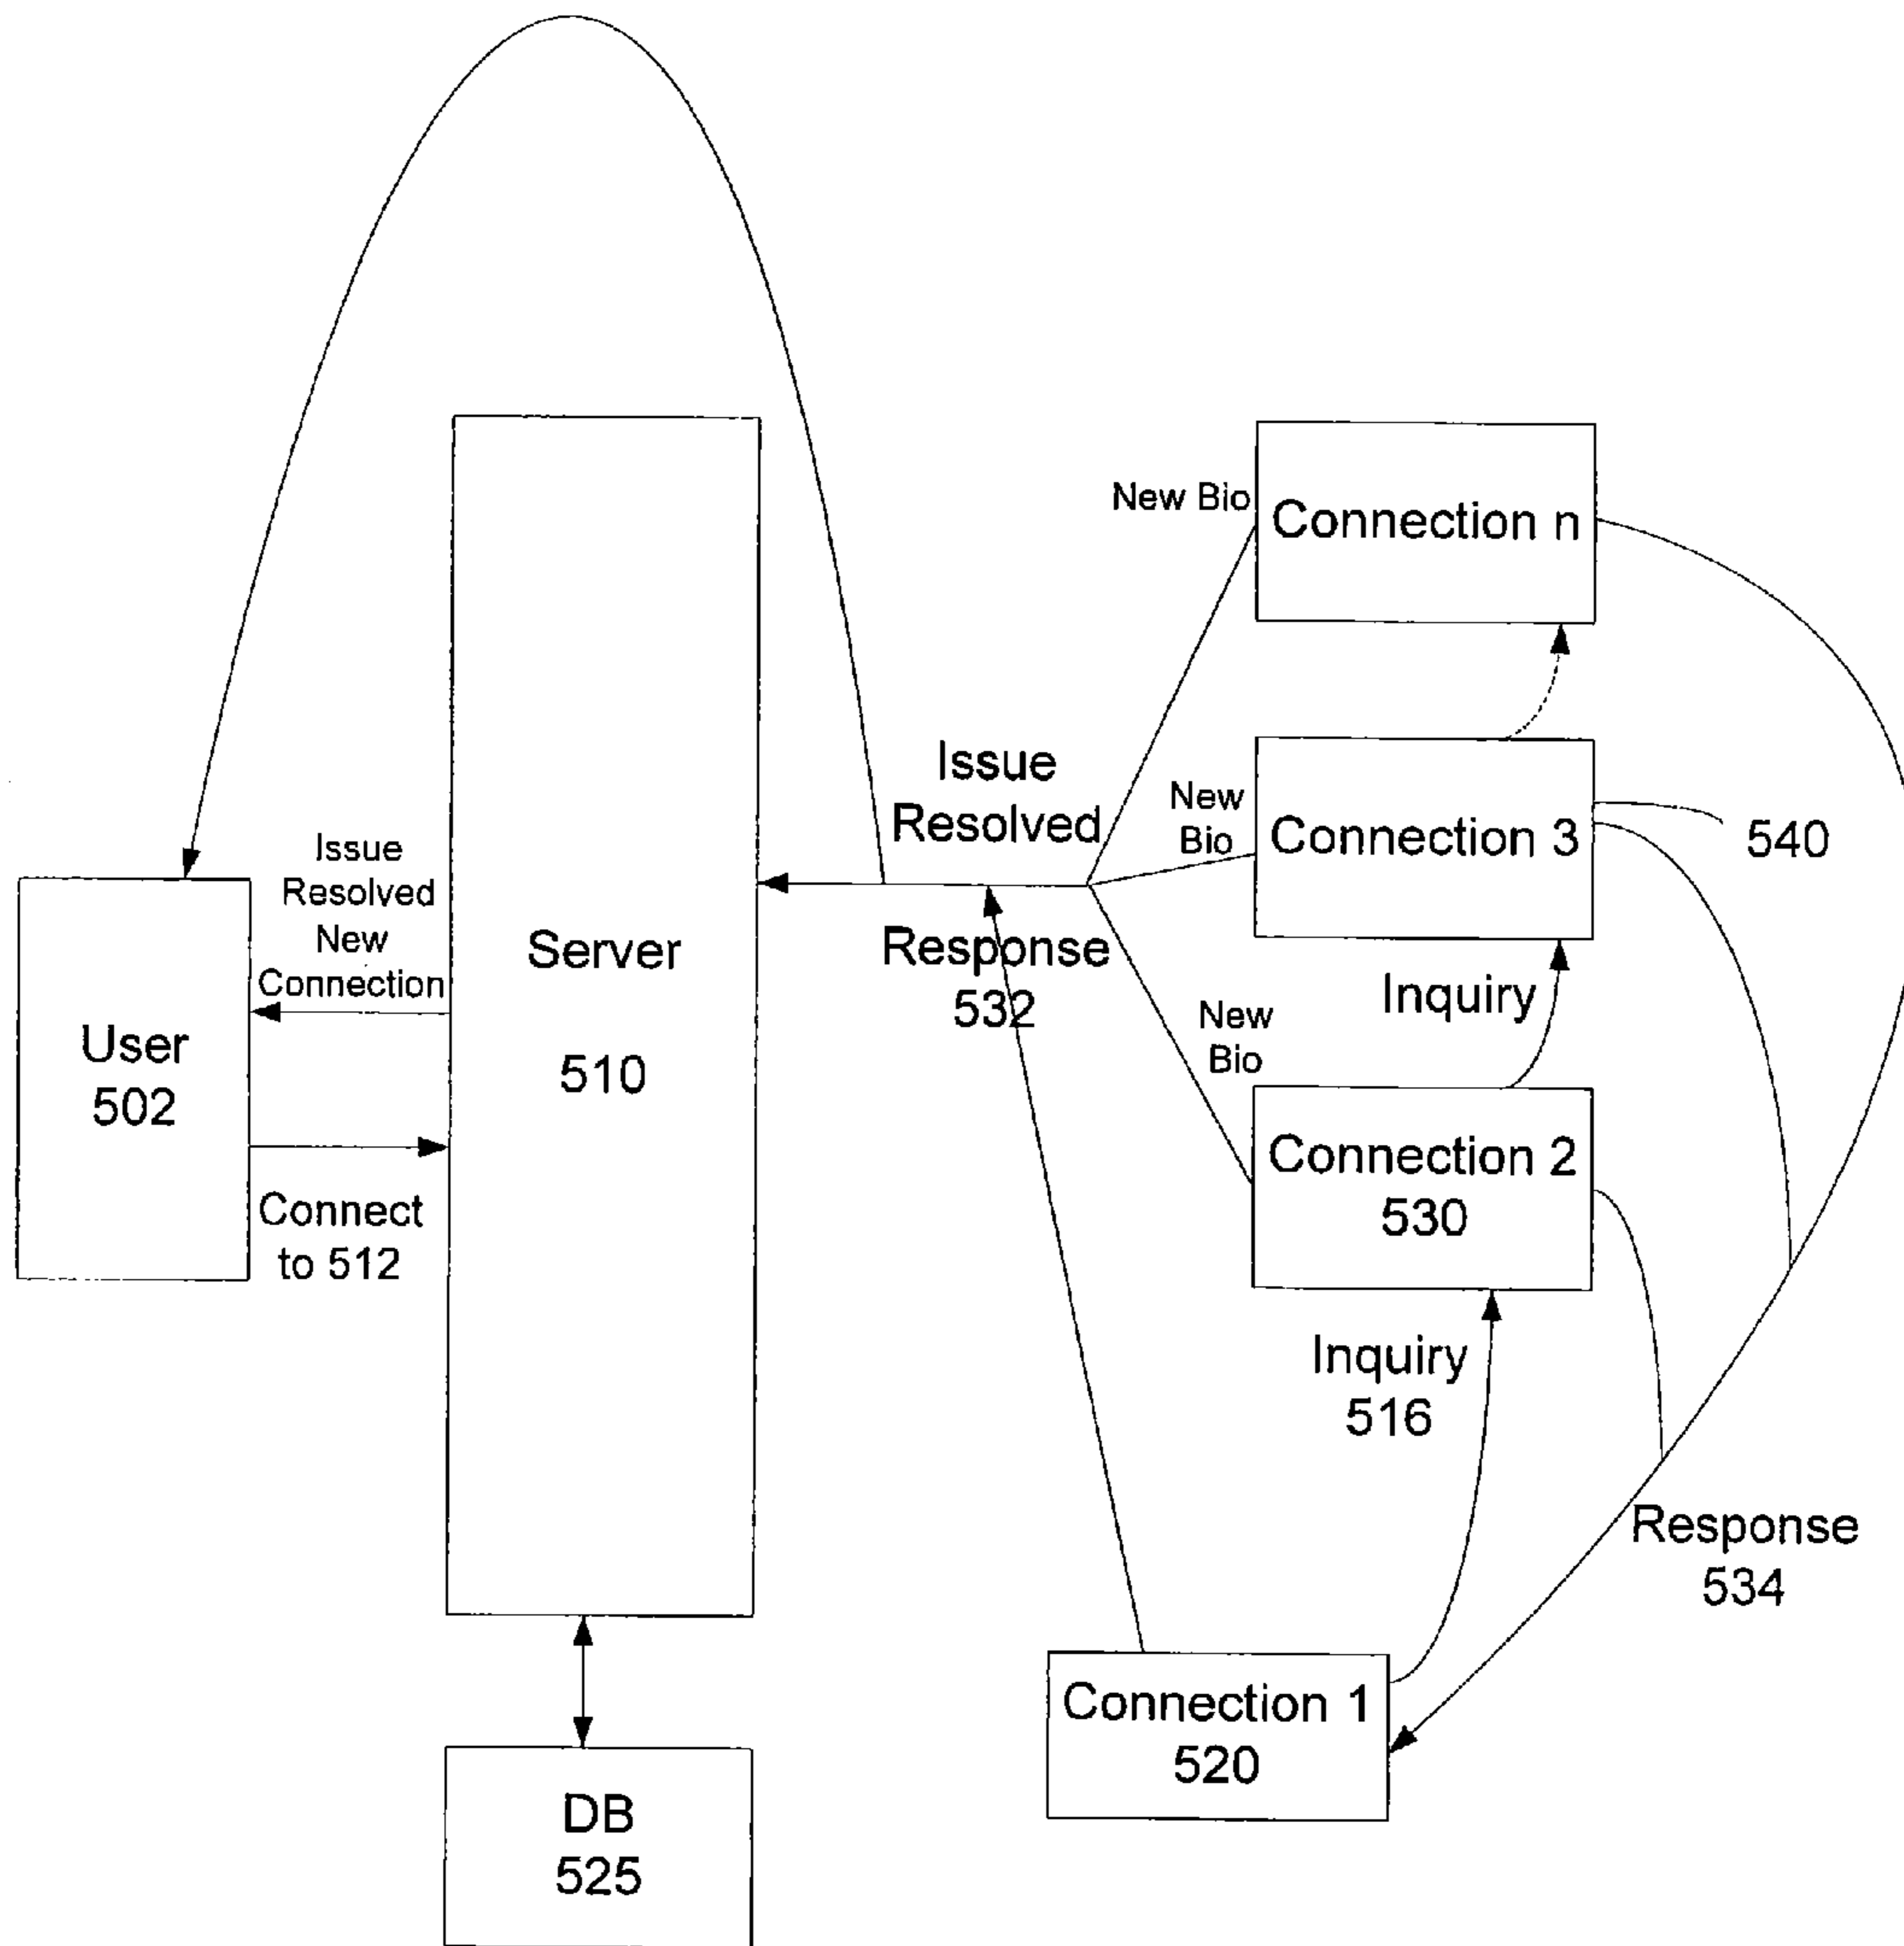 New Bio
Connection n
Issue
Resolved
New
Bio
Connection 3
540
Issue
Resolved
New
Connection
Server
510
Response
532
Inquiry
New
Bio
User
502
Connect
to 512
Connection 2
530
Inquiry
516
Response
534
Connection 1
520
DB
525